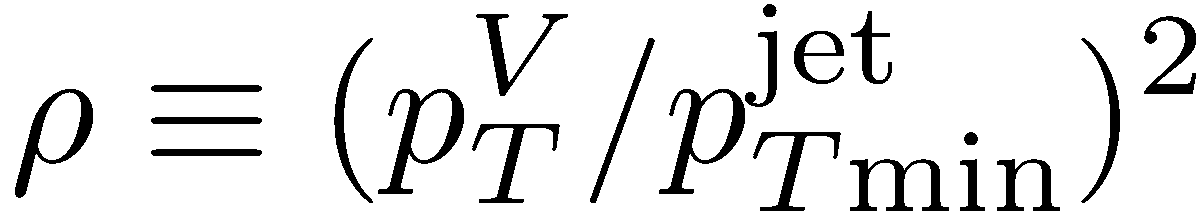 ρ ≡ (p_T^V / p_{T min}^{jet})^2